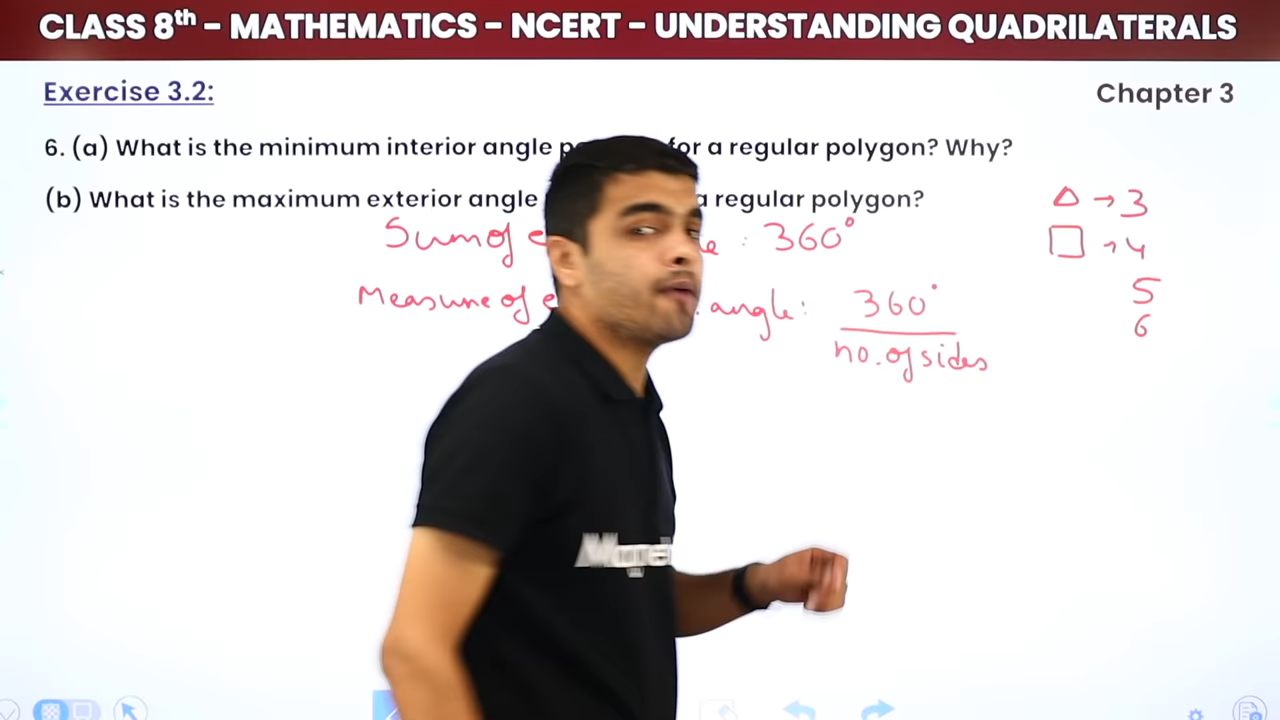 CLASS 8th - MATHEMATICS - NCERT - UNDERSTANDING QUADRILATERALS
Exercise 3.2:
Chapter 3
6. (a) What is the minimum interior angle for a regular polygon? Why?
(b) What is the maximum exterior angle a regular polygon?
△ → 3
Sum of : 360°
□ → 4
Measure of angle: 360° / no. of sides
5
6